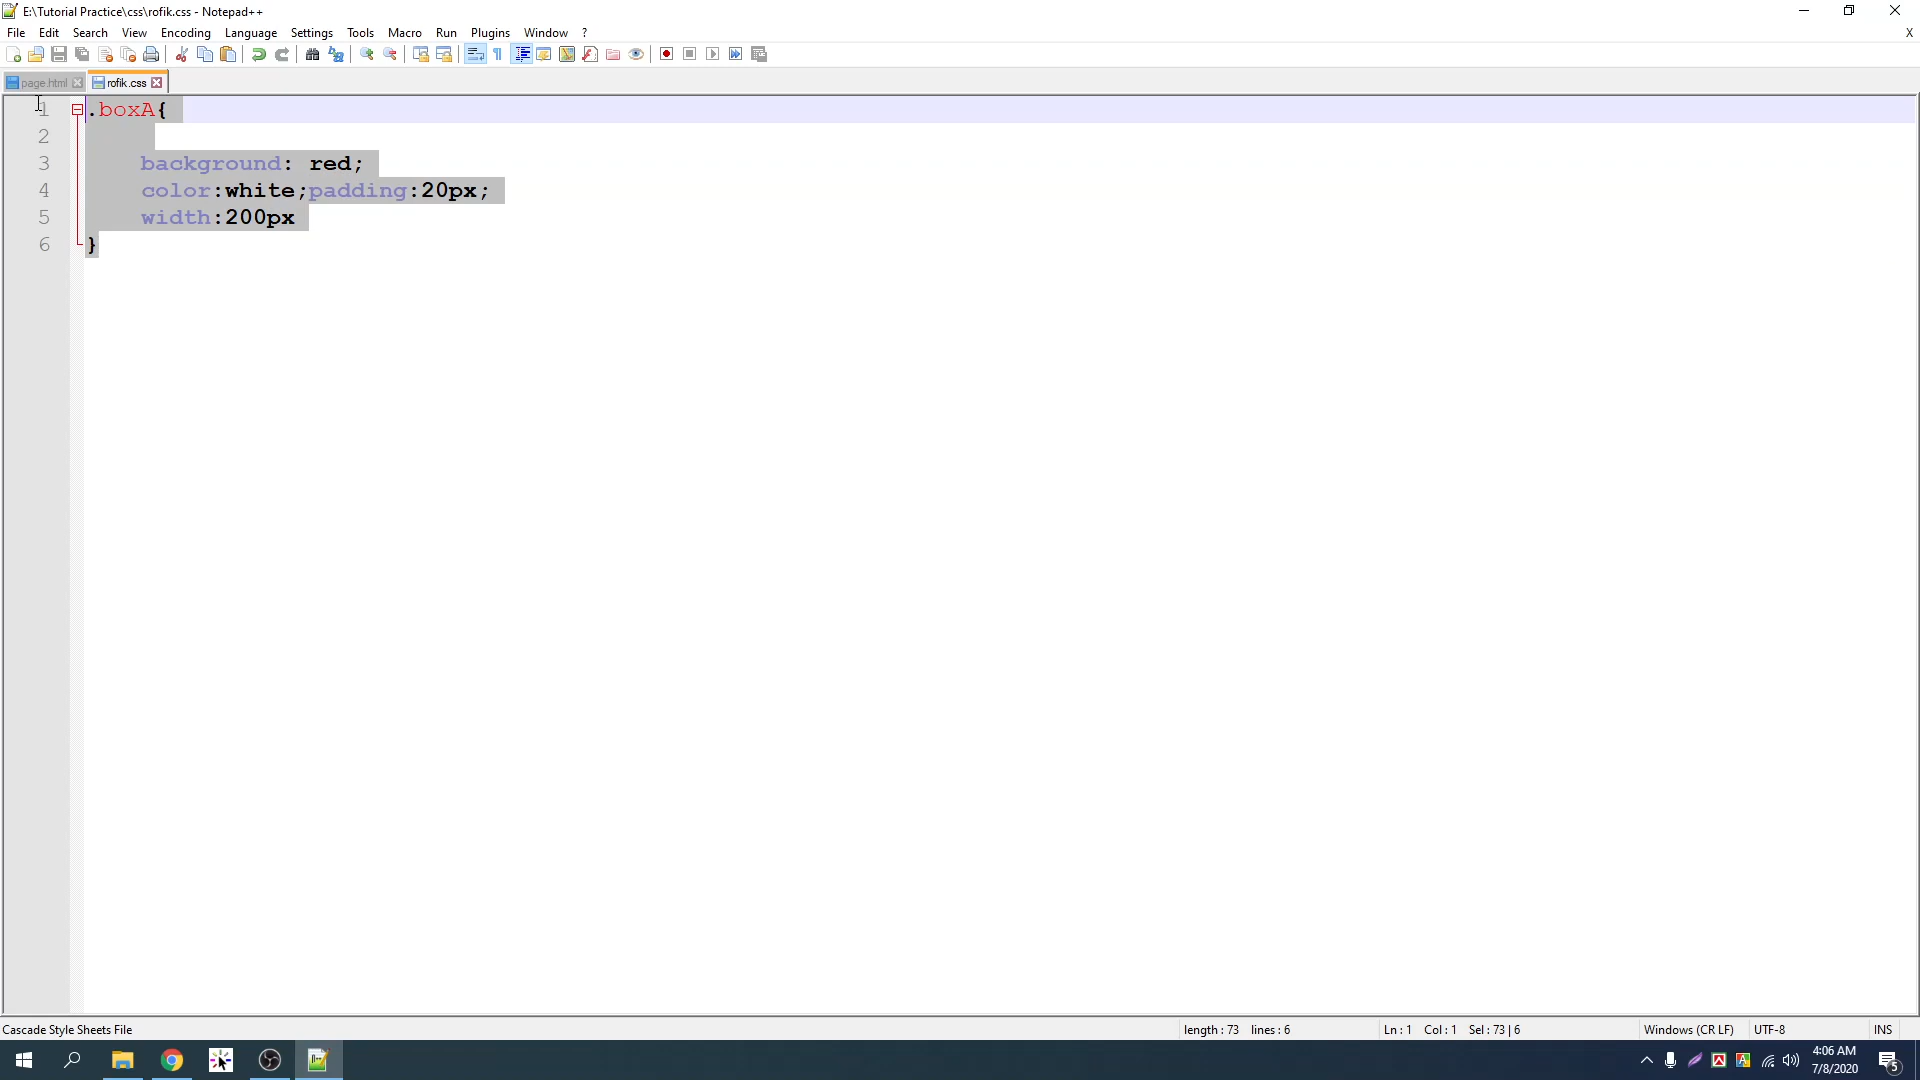 E:\Tutorial Practice\css\rofik.css - Notepad++
File Edit Search View Encoding Language Settings Tools Macro Run Plugins Window ? X
page.html rofik.css
1 .boxA{
2
3 background: red;
4 color:white;padding:20px;
5 width:200px
6 }
Cascade Style Sheets File length : 73 lines : 6 Ln : 1 Col : 1 Sel : 73 | 6 Windows (CR LF) UTF-8 INS
4:06 AM
7/8/2020
5